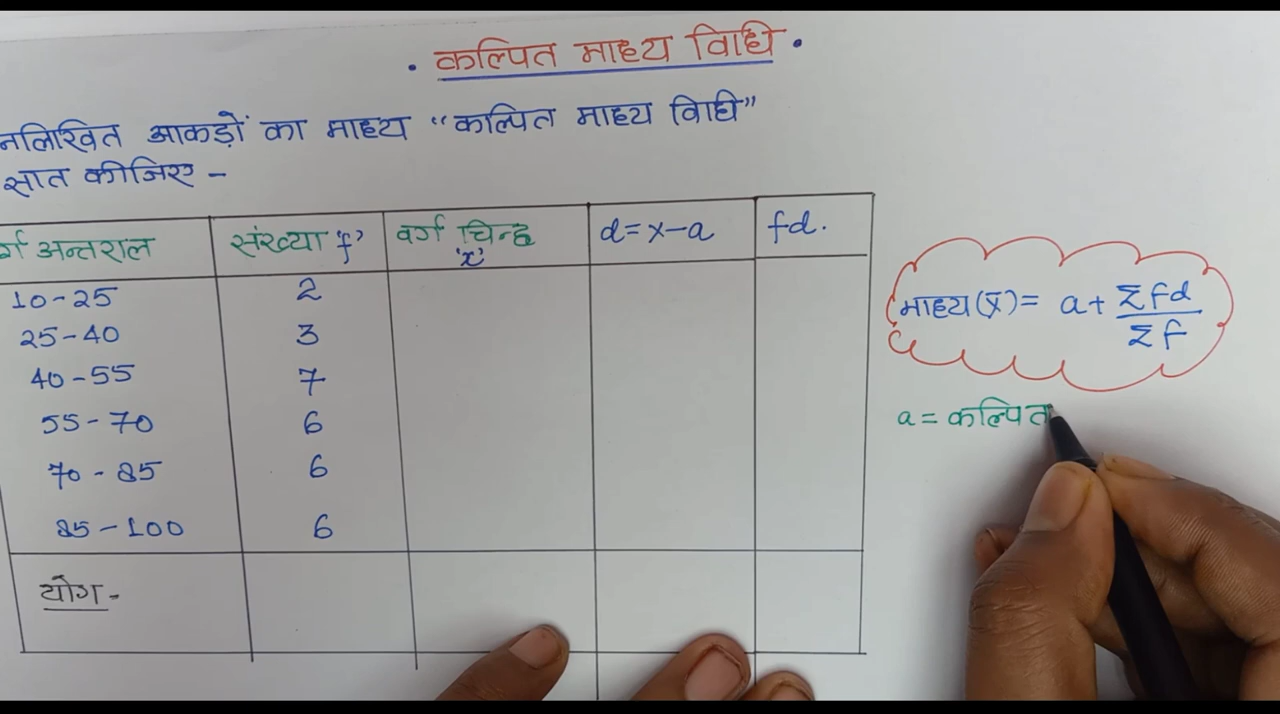 • कल्पित माध्य विधि •
नलिखित आकड़ों का माध्य "कल्पित माध्य विधि"
ज्ञात कीजिए -
र्ग अन्तराल संख्या 'f' वर्ग चिन्ह 'x' d=x-a fd.
10-25 2
25-40 3
40-55 7
55-70 6
70-85 6
85-100 6
योग-
माध्य(x̄)= a+ Σfd/Σf
a= कल्पित